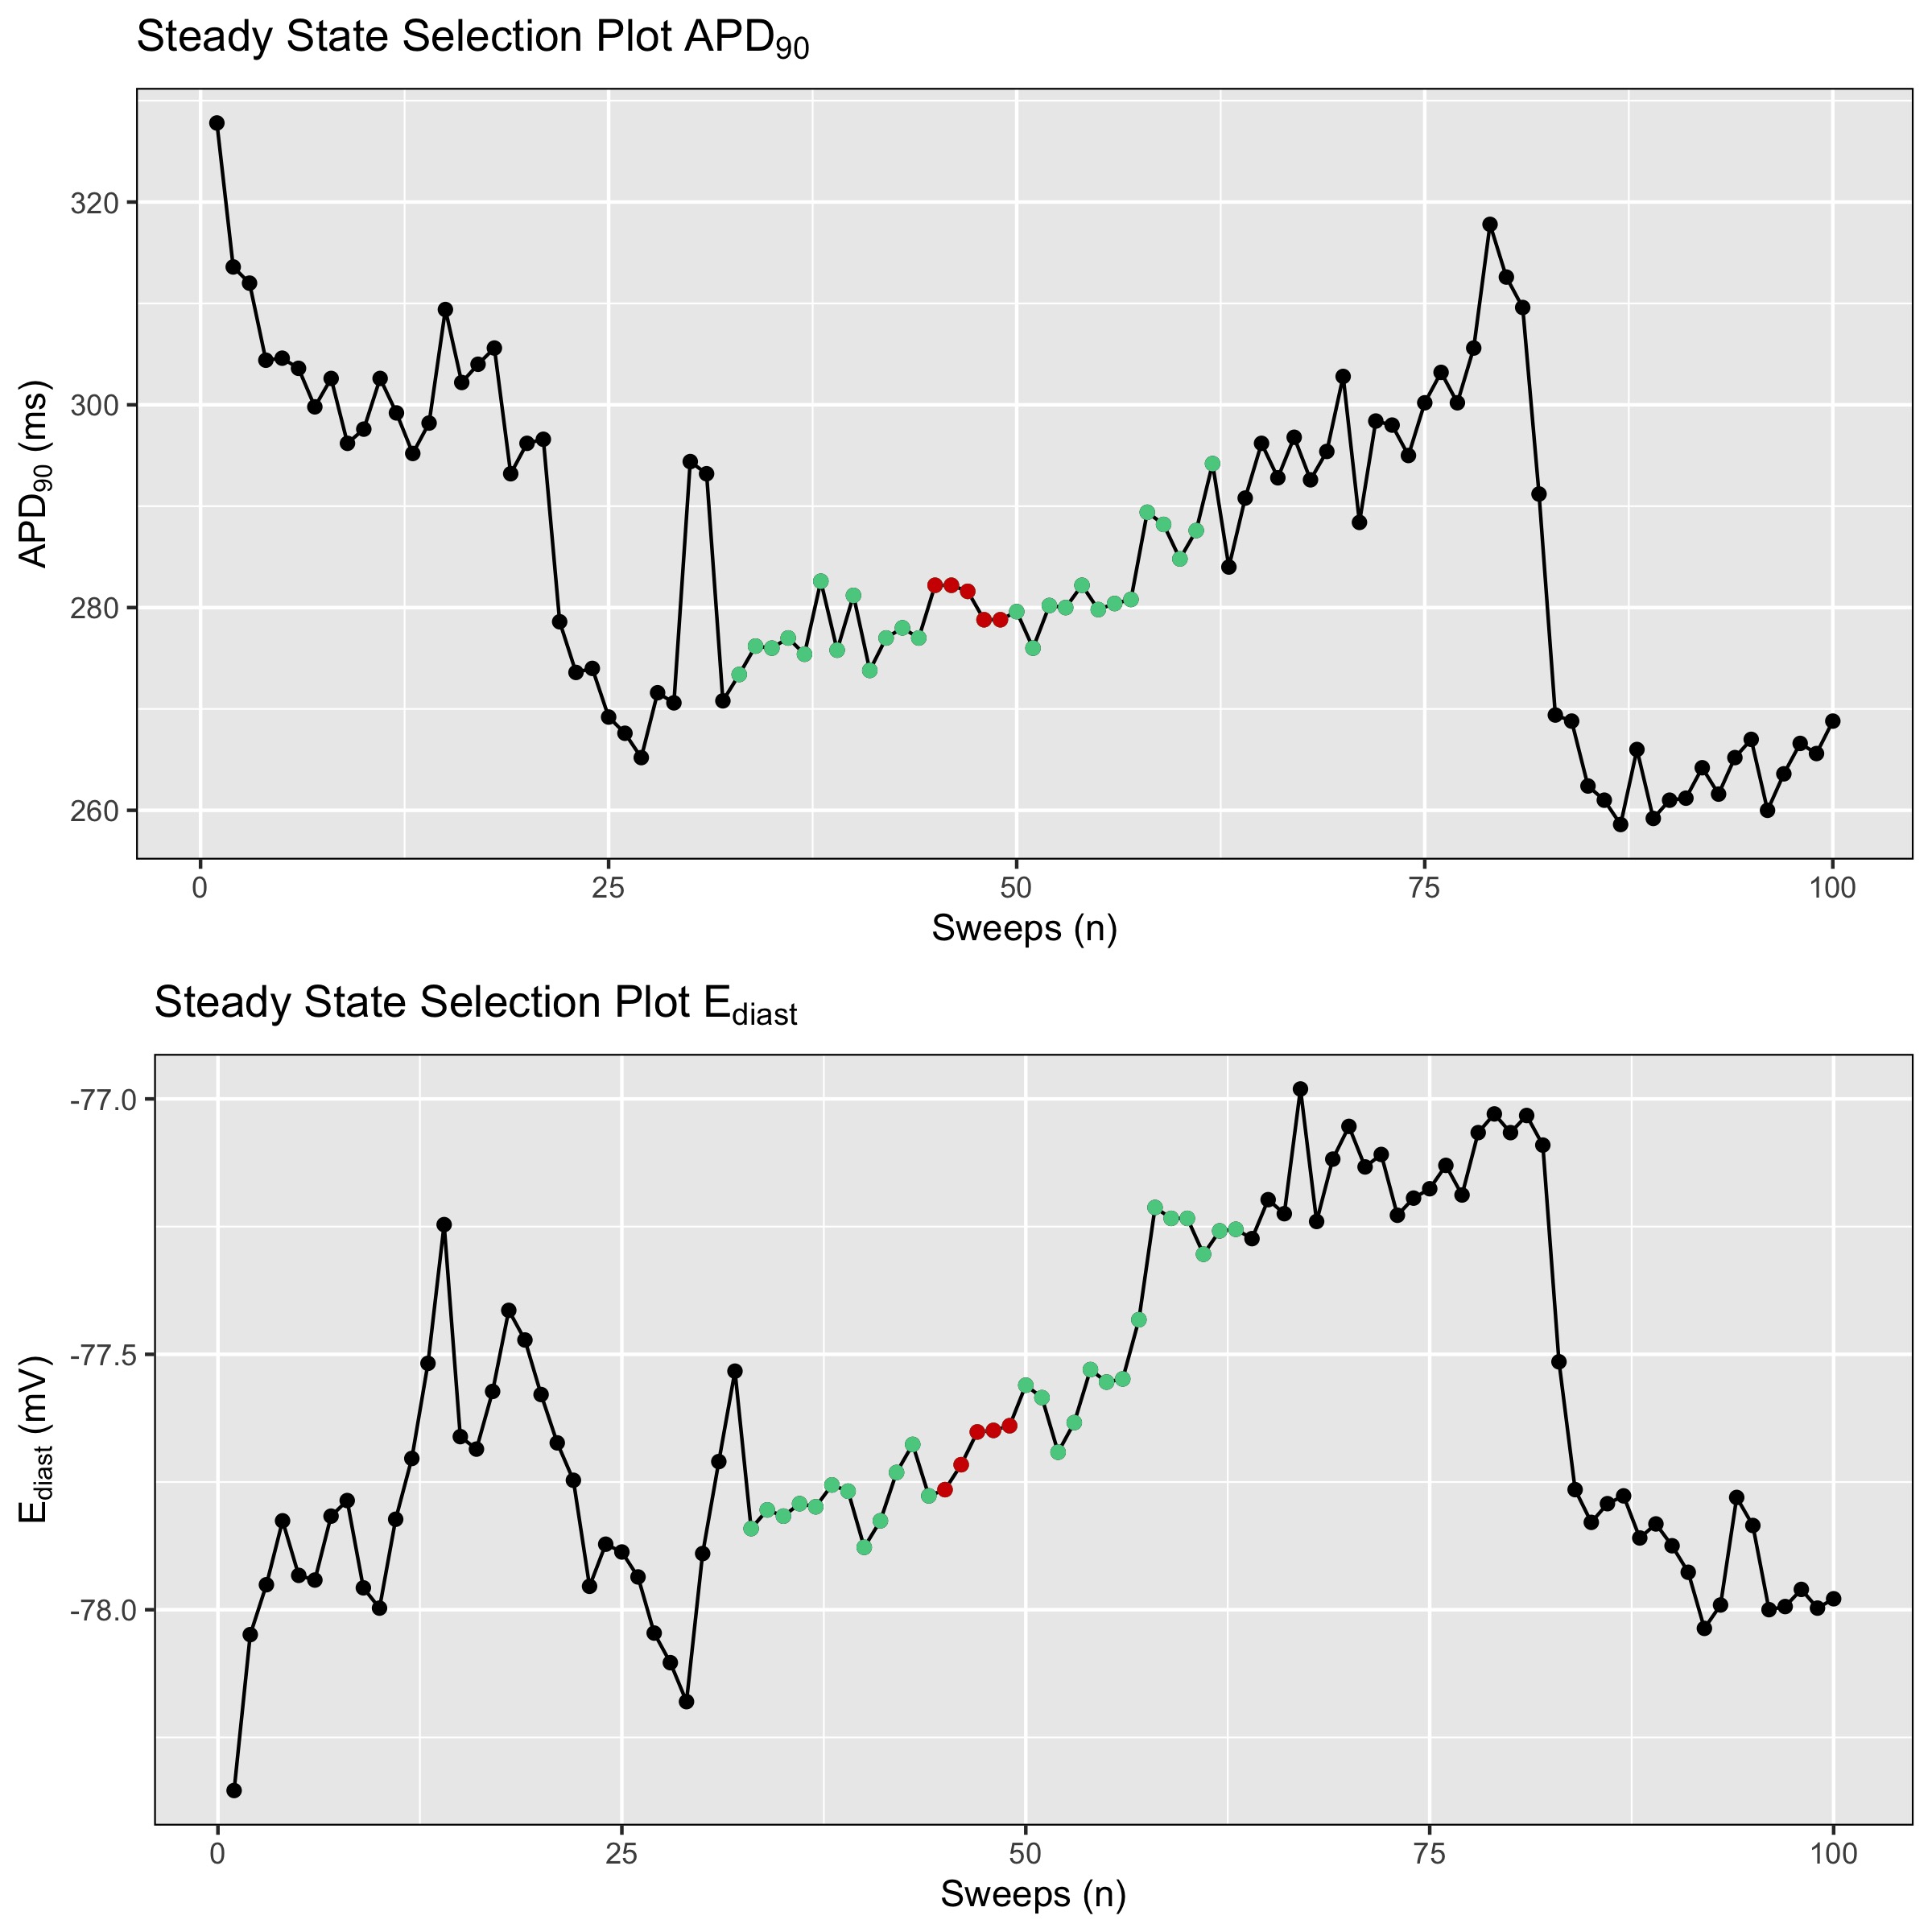 Steady State Selection Plot APD90
320
300
280
260
APD90 (ms)
0 25 50 75 100
Sweeps (n)
Steady State Selection Plot Ediast
-77.0
-77.5
-78.0
Ediast (mV)
0 25 50 75 100
Sweeps (n)